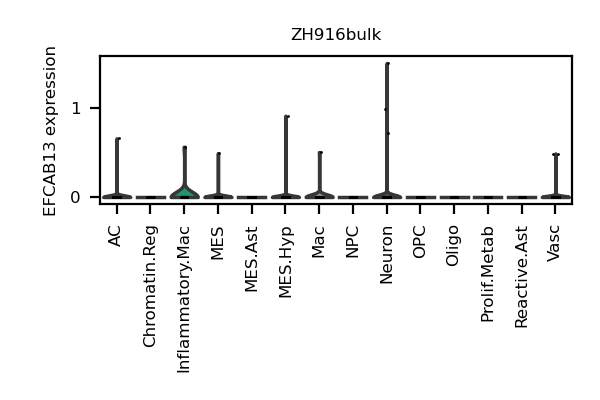 ZH916bulk
EFCAB13 expression
1
0
AC
Chromatin.Reg
Inflammatory.Mac
MES
MES.Ast
MES.Hyp
Mac
NPC
Neuron
OPC
Oligo
Prolif.Metab
Reactive.Ast
Vasc